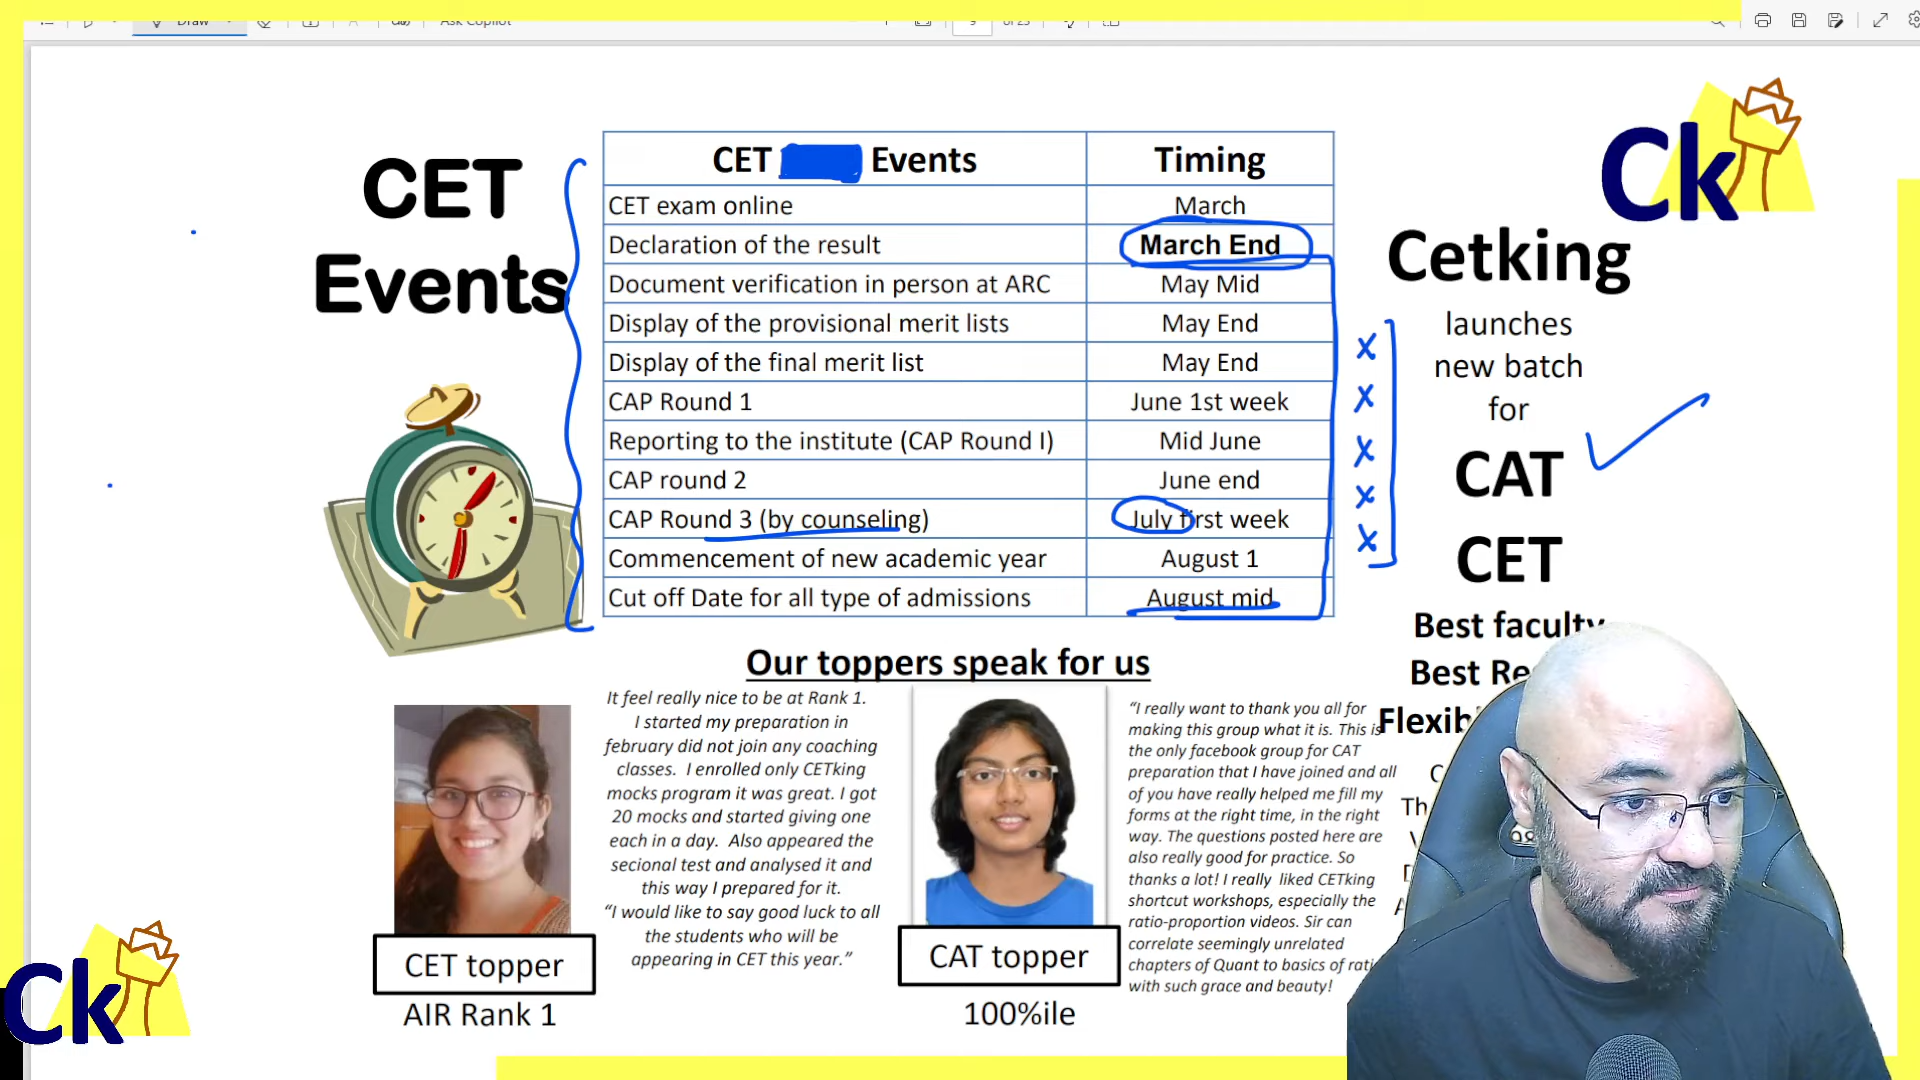 Draw
Ask Copilot
9
of 25
CET
Events
CET Events Timing
CET exam online March
Declaration of the result March End
Document verification in person at ARC May Mid
Display of the provisional merit lists May End
Display of the final merit list May End
CAP Round 1 June 1st week
Reporting to the institute (CAP Round I) Mid June
CAP round 2 June end
CAP Round 3 (by counseling) July first week
Commencement of new academic year August 1
Cut off Date for all type of admissions August mid
x
x
x
x
x
Ck
Cetking
launches
new batch
for
CAT
CET
Best faculty
Best
Our toppers speak for us
It feel really nice to be at Rank 1.
I started my preparation in
february did not join any coaching
classes. I enrolled only CETking
mocks program it was great. I got
20 mocks and started giving one
each in a day. Also appeared the
secional test and analysed it and
this way I prepared for it.
“I would like to say good luck to all
the students who will be
appearing in CET this year.”
“I really want to thank you all for
making this group what it is. This is
the only facebook group for CAT
preparation that I have joined and all
of you have really helped me fill my
forms at the right time, in the right
way. The questions posted here are
also really good for practice. So
thanks a lot! I really liked CETking
shortcut workshops, especially the
ratio-proportion videos. Sir can
correlate seemingly unrelated
chapters of Quant to basics of
with such grace and beauty!
CET topper
AIR Rank 1
CAT topper
100%ile
Ck